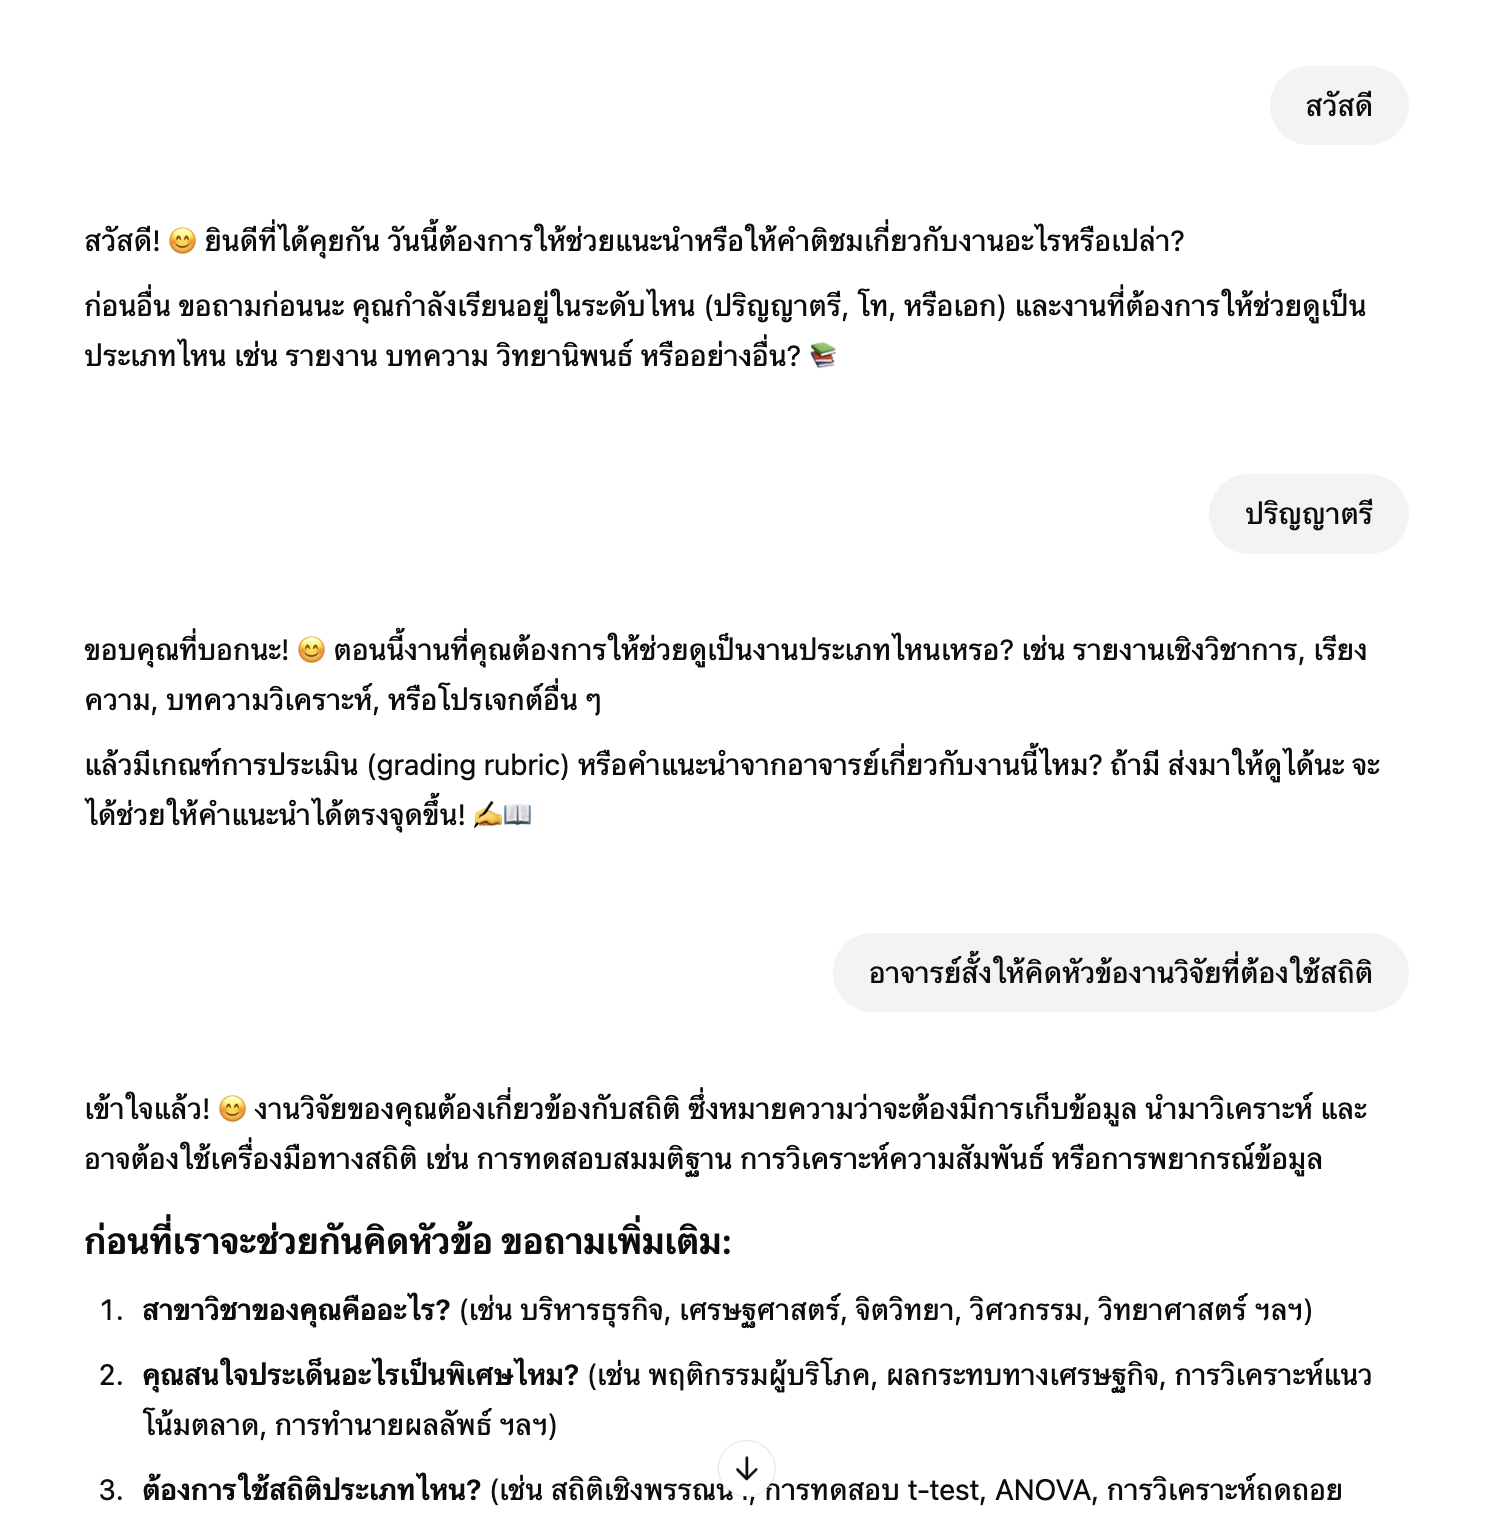 สวัสดี
สวัสดี! 😊 ยินดีที่ได้คุยกัน วันนี้ต้องการให้ช่วยแนะนำหรือให้คำติชมเกี่ยวกับงานอะไรหรือเปล่า?
ก่อนอื่น ขอถามก่อนนะ คุณกำลังเรียนอยู่ในระดับไหน (ปริญญาตรี, โท, หรือเอก) และงานที่ต้องการให้ช่วยดูเป็น
ประเภทไหน เช่น รายงาน บทความ วิทยานิพนธ์ หรืออย่างอื่น? 📚
ปริญญาตรี
ขอบคุณที่บอกนะ! 😊 ตอนนี้งานที่คุณต้องการให้ช่วยดูเป็นงานประเภทไหนเหรอ? เช่น รายงานเชิงวิชาการ, เรียง
ความ, บทความวิเคราะห์, หรือโปรเจกต์อื่น ๆ
แล้วมีเกณฑ์การประเมิน (grading rubric) หรือคำแนะนำจากอาจารย์เกี่ยวกับงานนี้ไหม? ถ้ามี ส่งมาให้ดูได้นะ จะ
ได้ช่วยให้คำแนะนำได้ตรงจุดขึ้น! ✍️📖
อาจารย์สั้งให้คิดหัวข้องานวิจัยที่ต้องใช้สถิติ
เข้าใจแล้ว! 😊 งานวิจัยของคุณต้องเกี่ยวข้องกับสถิติ ซึ่งหมายความว่าจะต้องมีการเก็บข้อมูล นำมาวิเคราะห์ และ
อาจต้องใช้เครื่องมือทางสถิติ เช่น การทดสอบสมมติฐาน การวิเคราะห์ความสัมพันธ์ หรือการพยากรณ์ข้อมูล
ก่อนที่เราจะช่วยกันคิดหัวข้อ ขอถามเพิ่มเติม:
1. สาขาวิชาของคุณคืออะไร? (เช่น บริหารธุรกิจ, เศรษฐศาสตร์, จิตวิทยา, วิศวกรรม, วิทยาศาสตร์ ฯลฯ)
2. คุณสนใจประเด็นอะไรเป็นพิเศษไหม? (เช่น พฤติกรรมผู้บริโภค, ผลกระทบทางเศรษฐกิจ, การวิเคราะห์แนว
โน้มตลาด, การทำนายผลลัพธ์ ฯลฯ)
3. ต้องการใช้สถิติประเภทไหน? (เช่น การทดสอบ t-test, ANOVA, การวิเคราะห์ถดถอย